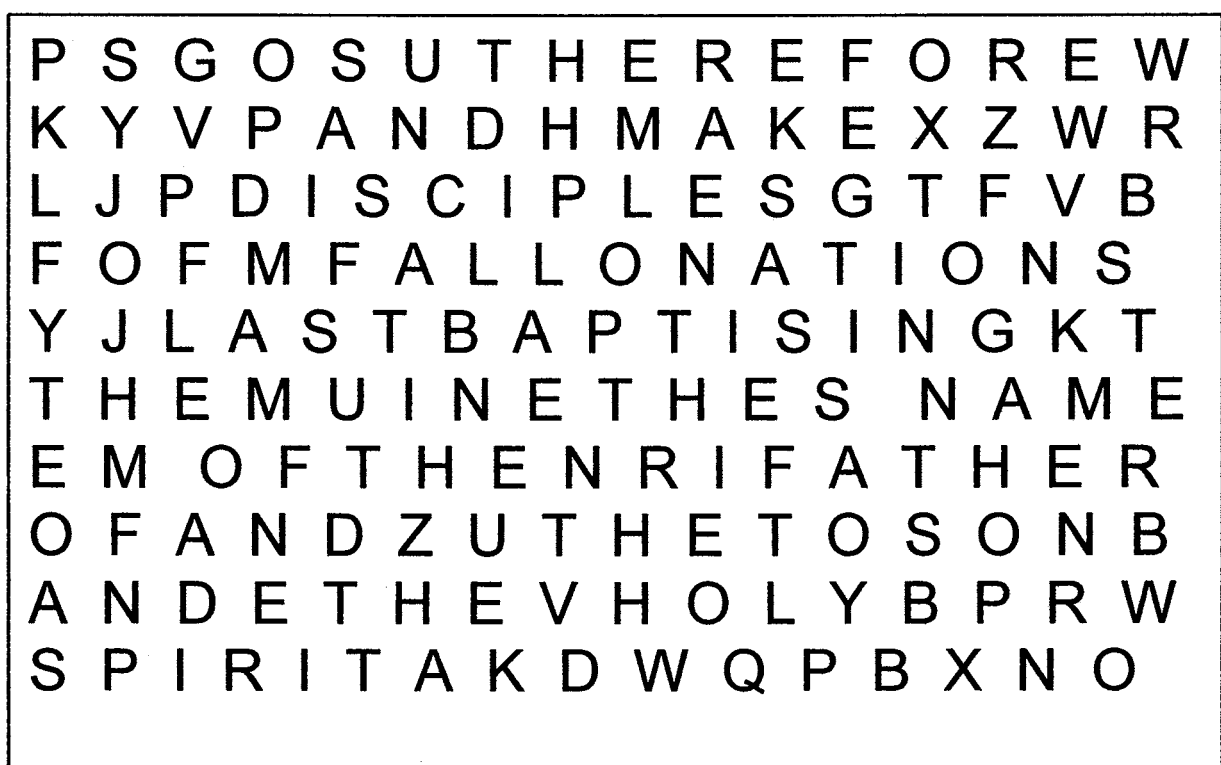 P S G O S U T H E R E F O R E W
K Y V P A N D H M A K E X Z W R
L J P D I S C I P L E S G T F V B
F O F M F A L L O N A T I O N S
Y J L A S T B A P T I S I N G K T
T H E M U I N E T H E S N A M E
E M O F T H E N R I F A T H E R
O F A N D Z U T H E T O S O N B
A N D E T H E V H O L Y B P R W
S P I R I T A K D W Q P B X N O